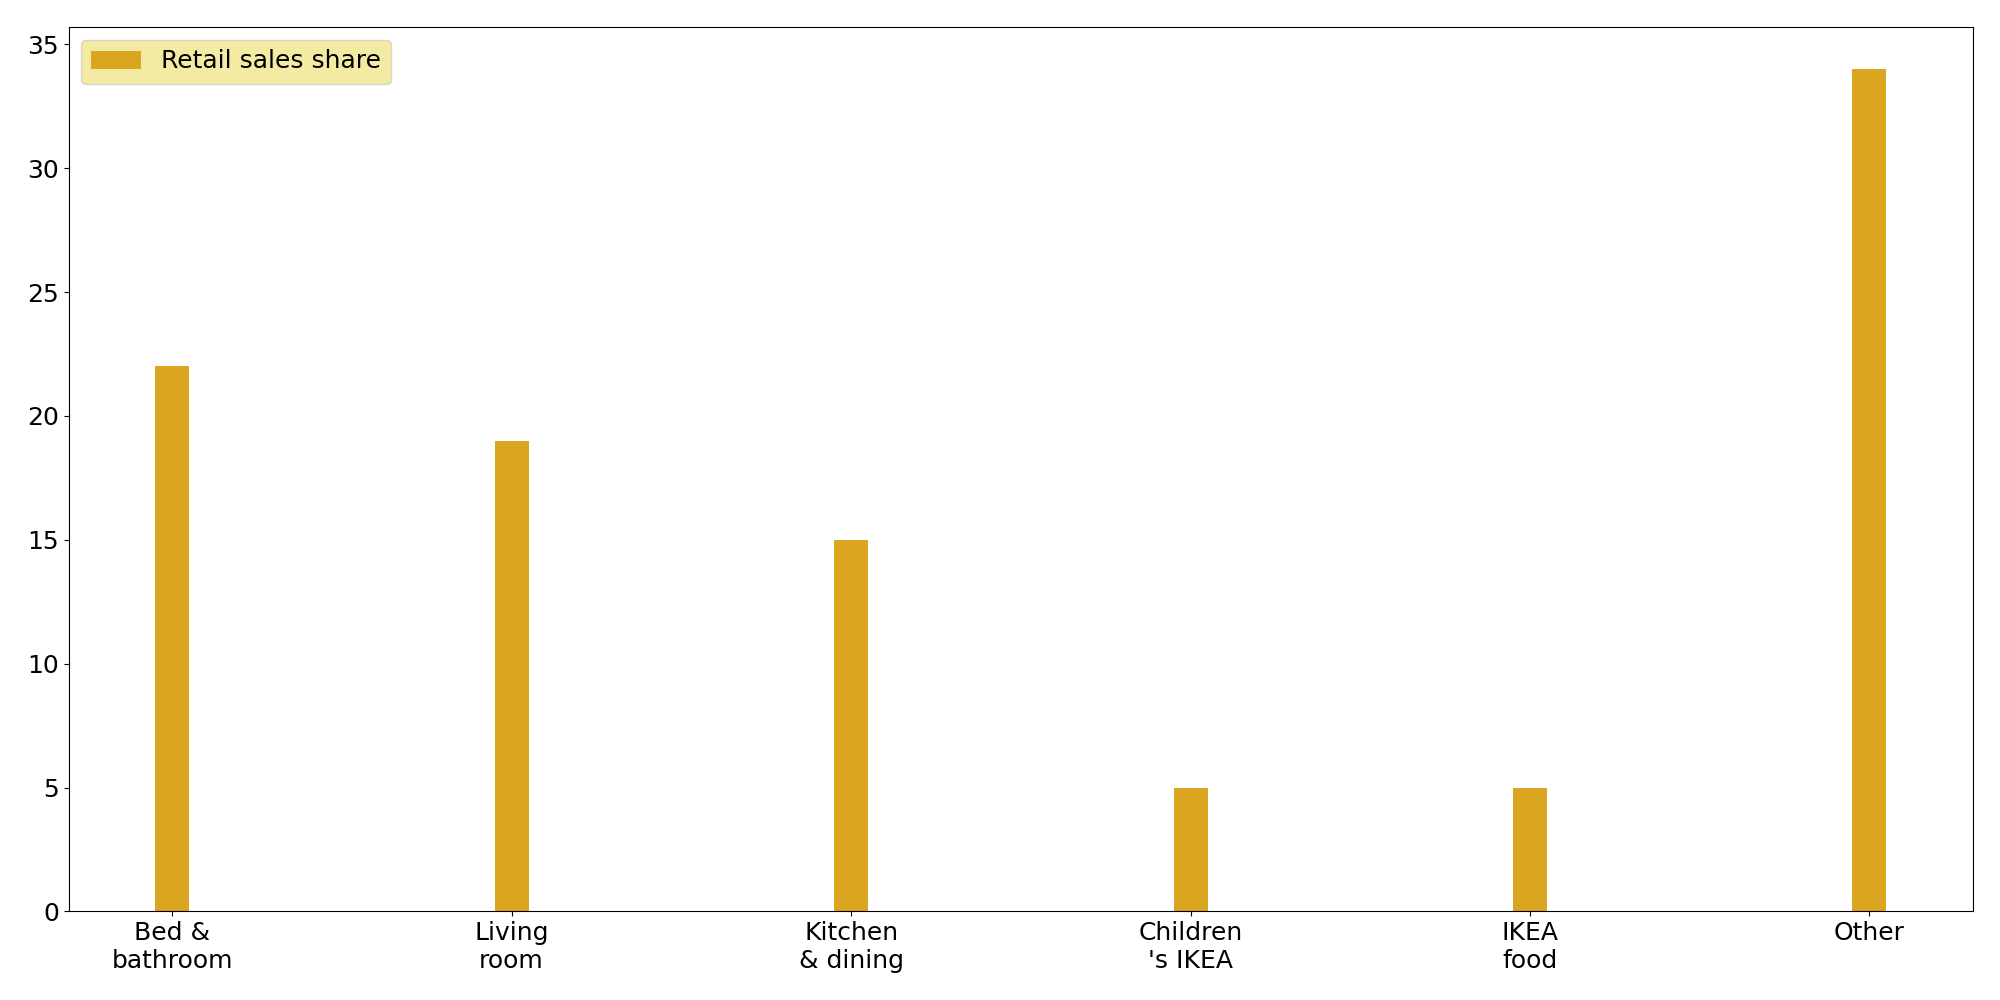 Retail sales share
35
30
25
20
15
10
5
0
Bed &
bathroom
Living
room
Kitchen
& dining
Children
's IKEA
IKEA
food
Other